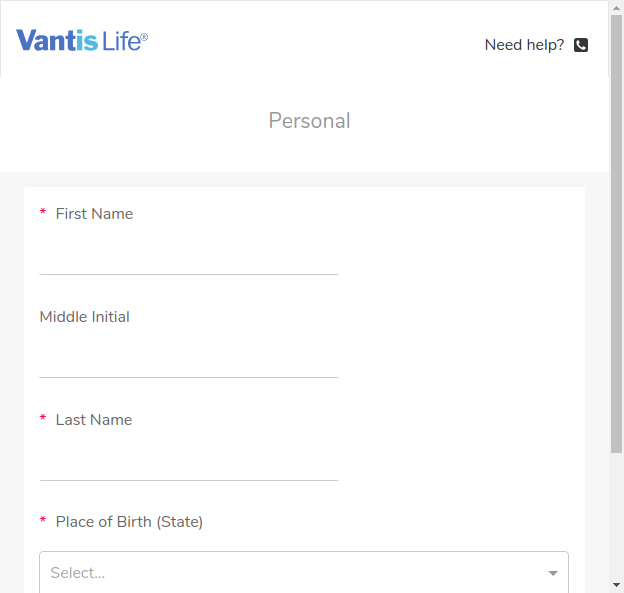 Vantis Life®
Need help?
Personal
* First Name
Middle Initial
* Last Name
* Place of Birth (State)
Select...